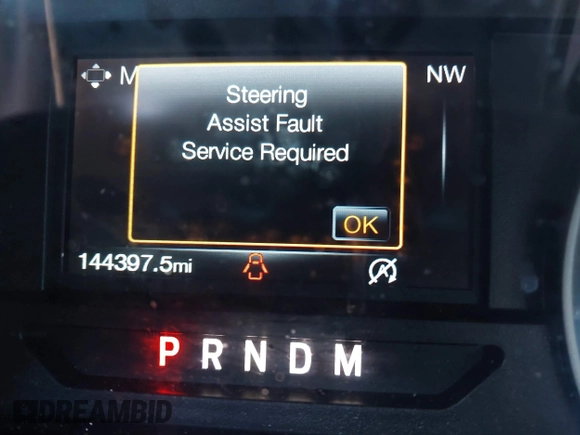 M
NW
Steering
Assist Fault
Service Required
OK
144397.5mi
P R N D M
DREAMBID